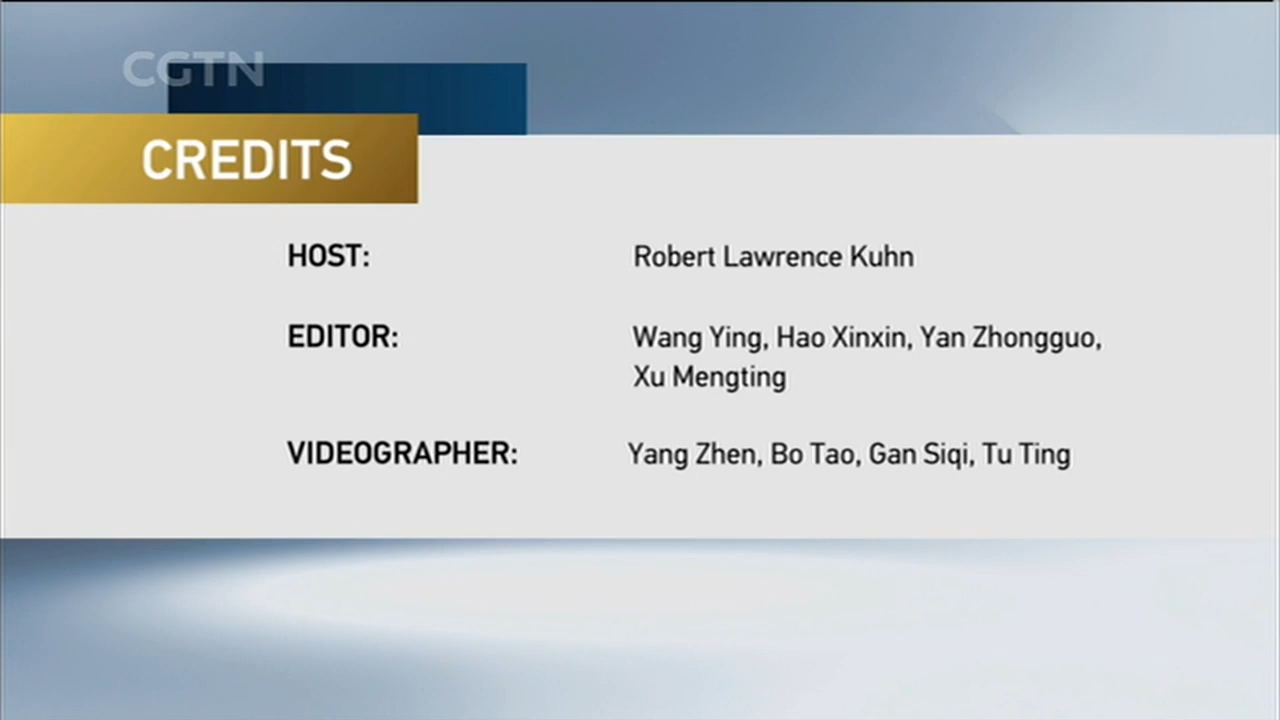 CGTN
CREDITS
HOST: Robert Lawrence Kuhn
EDITOR: Wang Ying, Hao Xinxin, Yan Zhongguo,
Xu Mengting
VIDEOGRAPHER: Yang Zhen, Bo Tao, Gan Siqi, Tu Ting